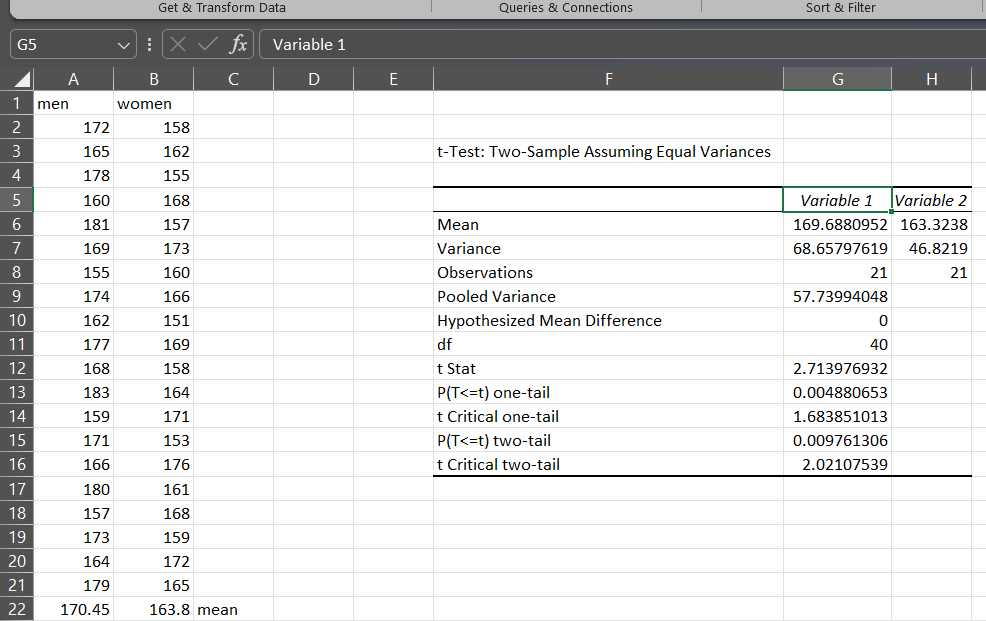 Get & Transform Data Queries & Connections Sort & Filter
G5 fx Variable 1
A B C D E F G H
1 men women
2 172 158
3 165 162 t-Test: Two-Sample Assuming Equal Variances
4 178 155
5 160 168 Variable 1 Variable 2
6 181 157 Mean 169.6880952 163.3238
7 169 173 Variance 68.65797619 46.8219
8 155 160 Observations 21 21
9 174 166 Pooled Variance 57.73994048
10 162 151 Hypothesized Mean Difference 0
11 177 169 df 40
12 168 158 t Stat 2.713976932
13 183 164 P(T<=t) one-tail 0.004880653
14 159 171 t Critical one-tail 1.683851013
15 171 153 P(T<=t) two-tail 0.009761306
16 166 176 t Critical two-tail 2.02107539
17 180 161
18 157 168
19 173 159
20 164 172
21 179 165
22 170.45 163.8 mean